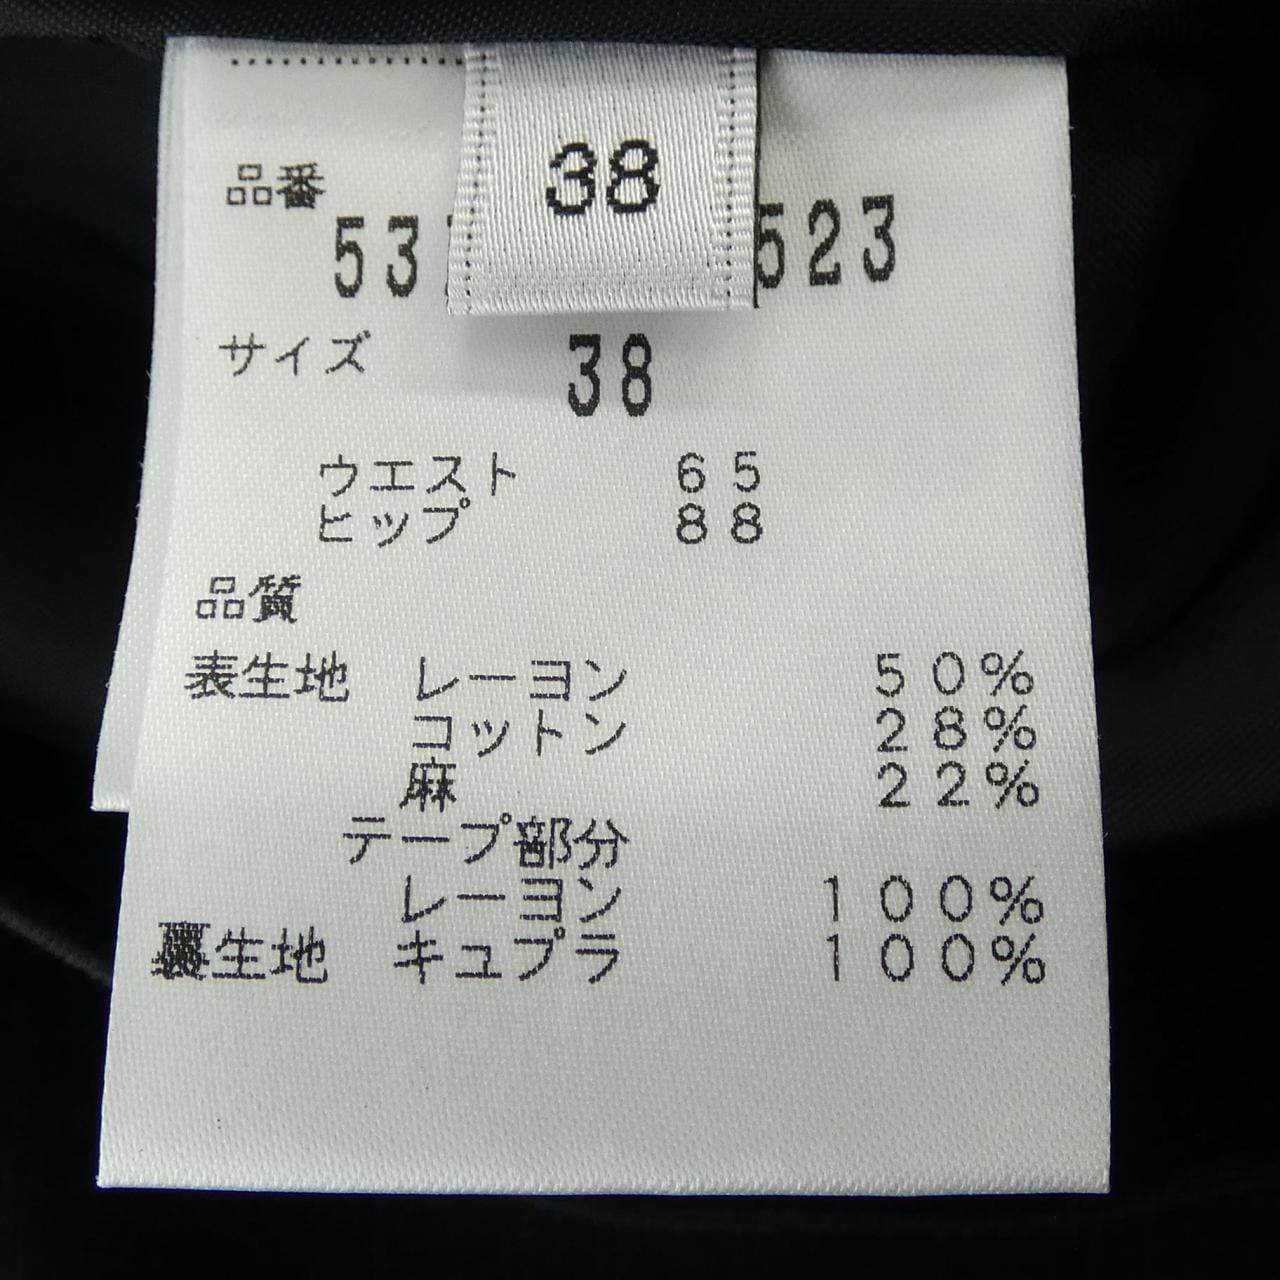 38
品番
53 523
サイズ 38
ウエスト 65
ヒップ 88
品質
表生地 レーヨン 50%
コットン 28%
麻 22%
テープ部分
レーヨン 100%
裏生地 キュプラ 100%